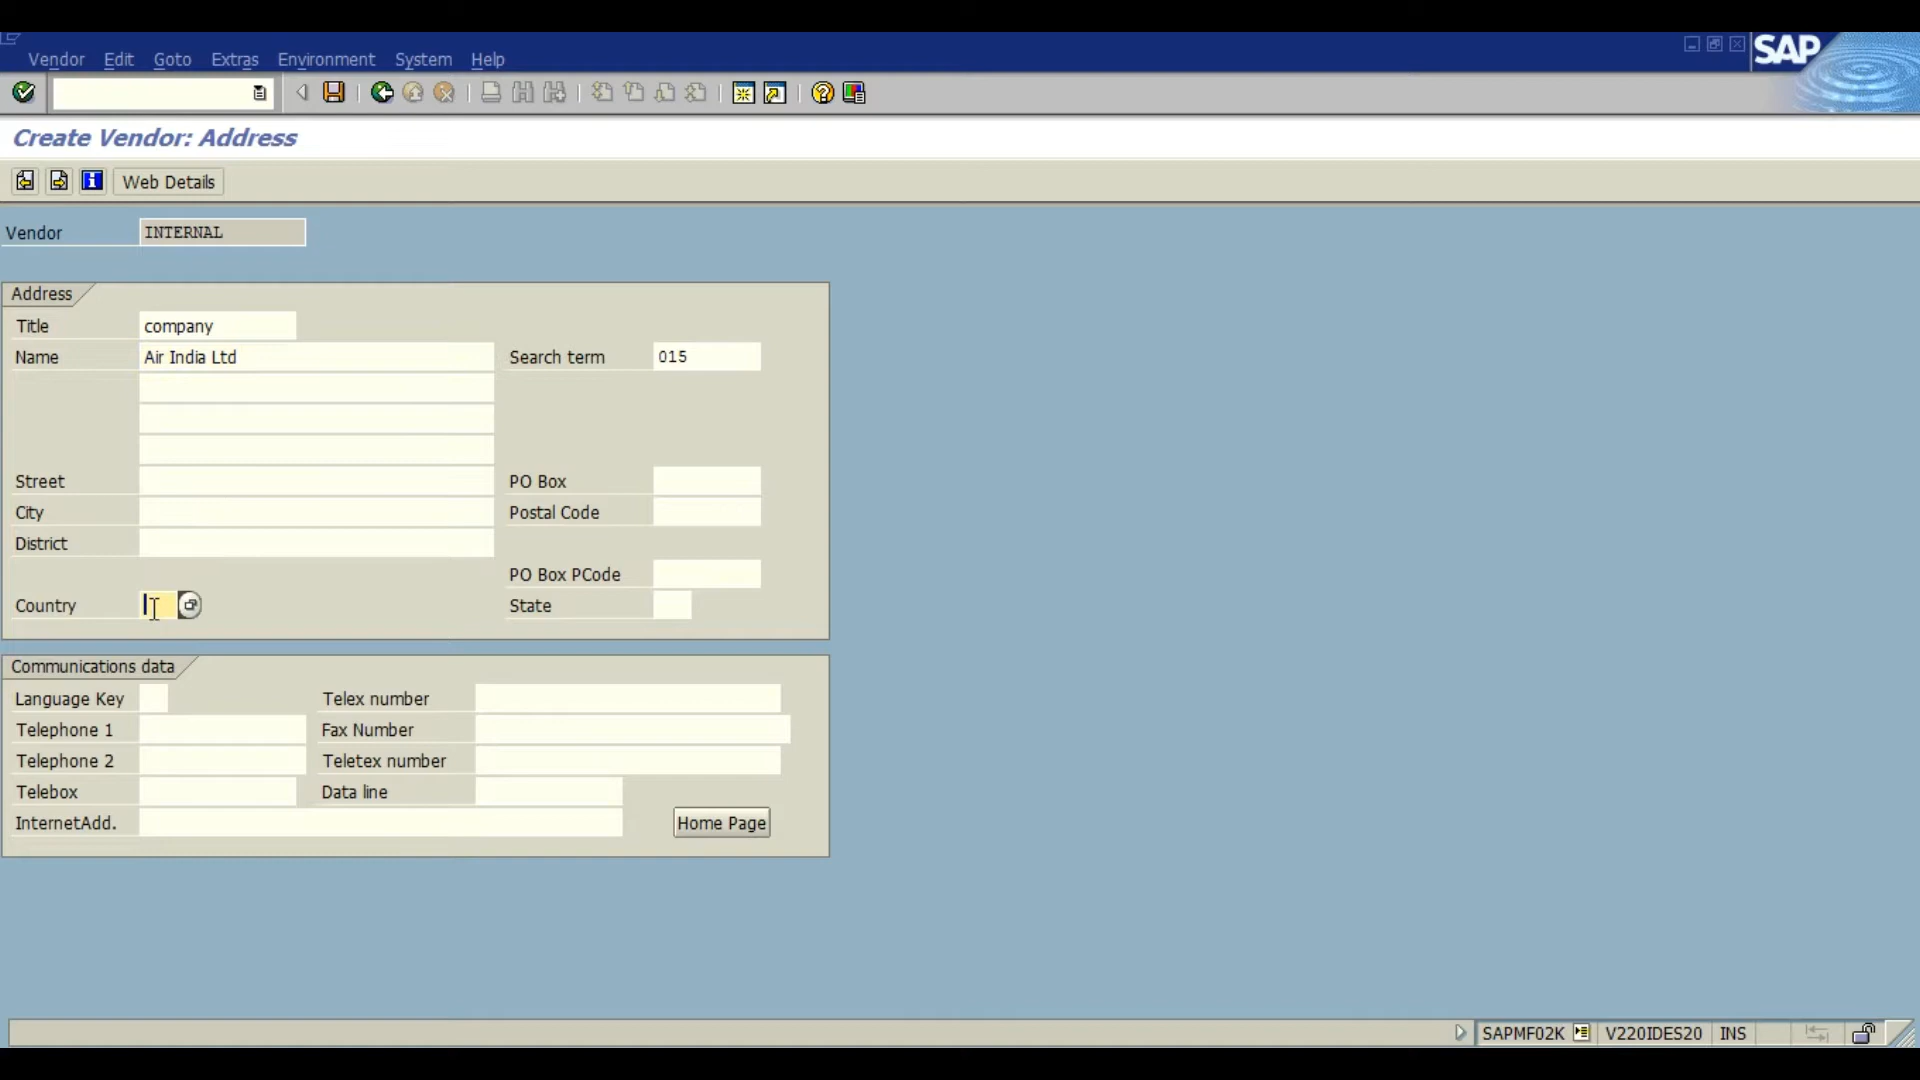 Vendor Edit Goto Extras Environment System Help
SAP
Create Vendor: Address
Web Details
Vendor INTERNAL
Address
Title company
Name Air India Ltd Search term 015
Street PO Box
City Postal Code
District
PO Box PCode
Country State
Communications data
Language Key Telex number
Telephone 1 Fax Number
Telephone 2 Teletex number
Telebox Data line
InternetAdd. Home Page
SAPMF02K V220IDES20 INS